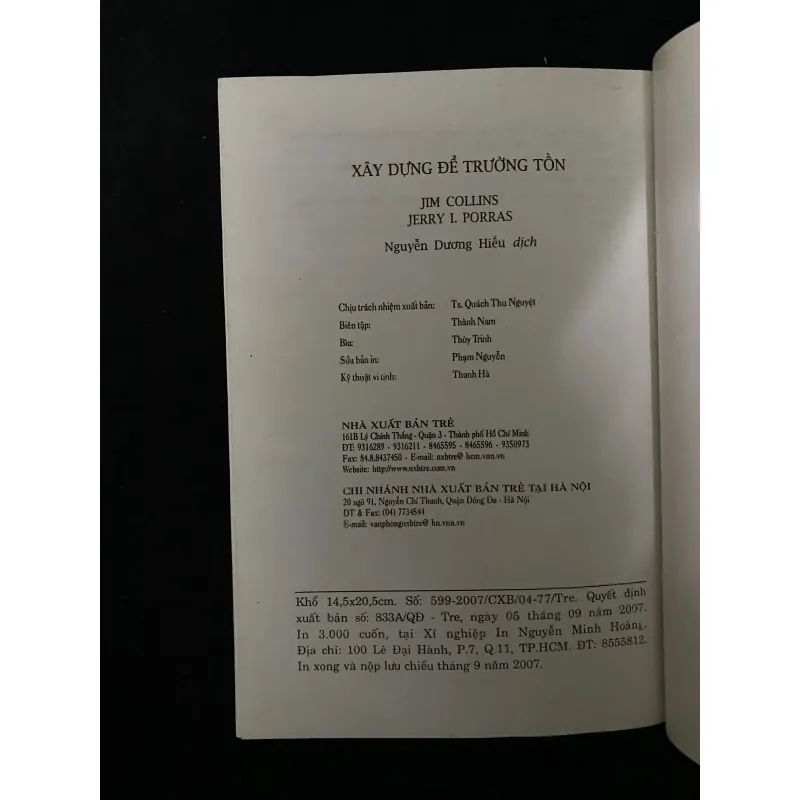 XÂY DỰNG ĐỂ TRƯỜNG TỒN
JIM COLLINS
JERRY I. PORRAS
Nguyễn Dương Hiếu dịch
Chịu trách nhiệm xuất bản: Ts. Quách Thu Nguyệt
Biên tập: Thành Nam
Bìa: Thùy Trinh
Sửa bản in: Phạm Nguyễn
Kỹ thuật vi tính: Thanh Hà
NHÀ XUẤT BẢN TRẺ
161B Lý Chính Thắng - Quận 3 - Thành phố Hồ Chí Minh
ĐT: 9316289 - 9316211 - 8465595 - 8465596 - 9350973
Fax: 84.8.8437450 - E-mail: nxbtre@ hcm.vnn.vn
Website: http://www.nxbtre.com.vn
CHI NHÁNH NHÀ XUẤT BẢN TRẺ TẠI HÀ NỘI
20 ngõ 91, Nguyễn Chí Thanh, Quận Đống Đa - Hà Nội
ĐT & Fax: (04) 7734544
E-mail: vanphongnxbtre@ hn.vnn.vn
Khổ 14,5x20,5cm. Số: 599-2007/CXB/04-77/Tre. Quyết định
xuất bản số: 833A/QĐ - Tre, ngày 05 tháng 09 năm 2007.
In 3.000 cuốn, tại Xí nghiệp In Nguyễn Minh Hoàng.
Địa chỉ: 100 Lê Đại Hành, P.7, Q.11, TP.HCM. ĐT: 8555812.
In xong và nộp lưu chiểu tháng 9 năm 2007.